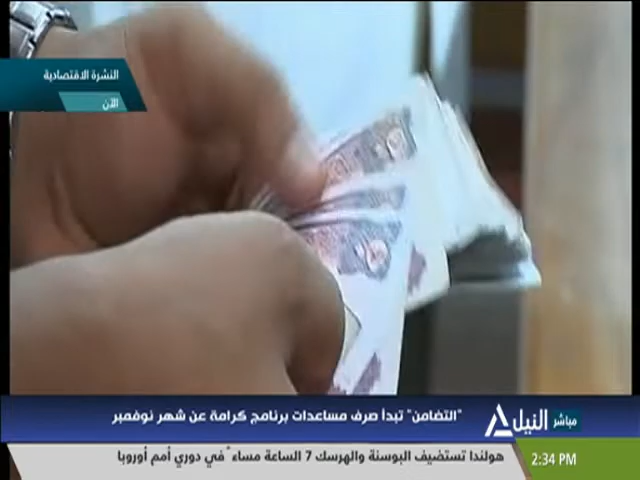 النشرة الاقتصادية
الآن
"التضامن" تبدأ صرف مساعدات برنامج كرامة عن شهر نوفمبر
النيل مباشر
هولندا تستضيف البوسنة والهرسك 7 الساعة مساءً في دوري أمم أوروبا
2:34 PM